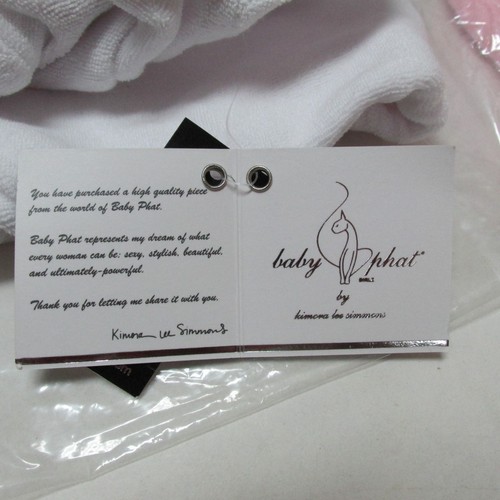 You have purchased a high quality piece
from the world of Baby Phat.
Baby Phat represents my dream of what
every woman can be: sexy, stylish, beautiful,
and ultimately-powerful.
Thank you for letting me share it with you.
Kimora Lee Simmons
baby phat®
by
kimora lee simmons